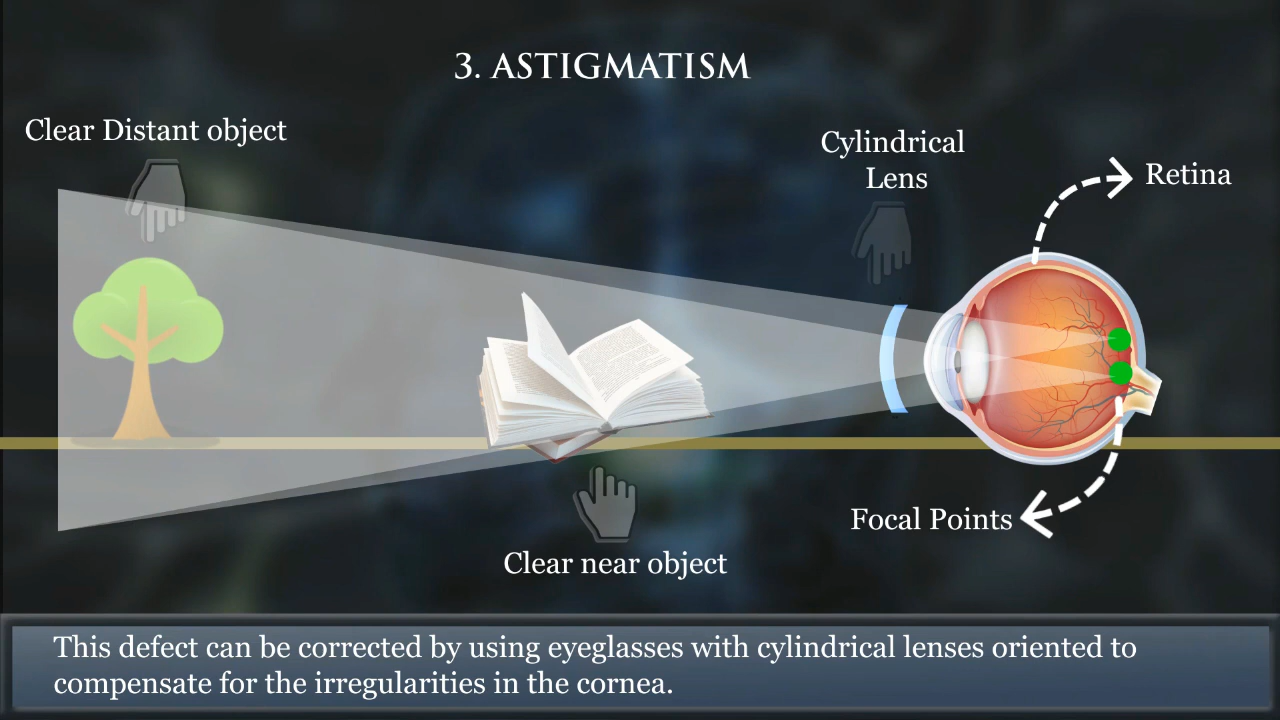 3. ASTIGMATISM
Clear Distant object
Cylindrical
Lens
Retina
Focal Points
Clear near object
This defect can be corrected by using eyeglasses with cylindrical lenses oriented to
compensate for the irregularities in the cornea.